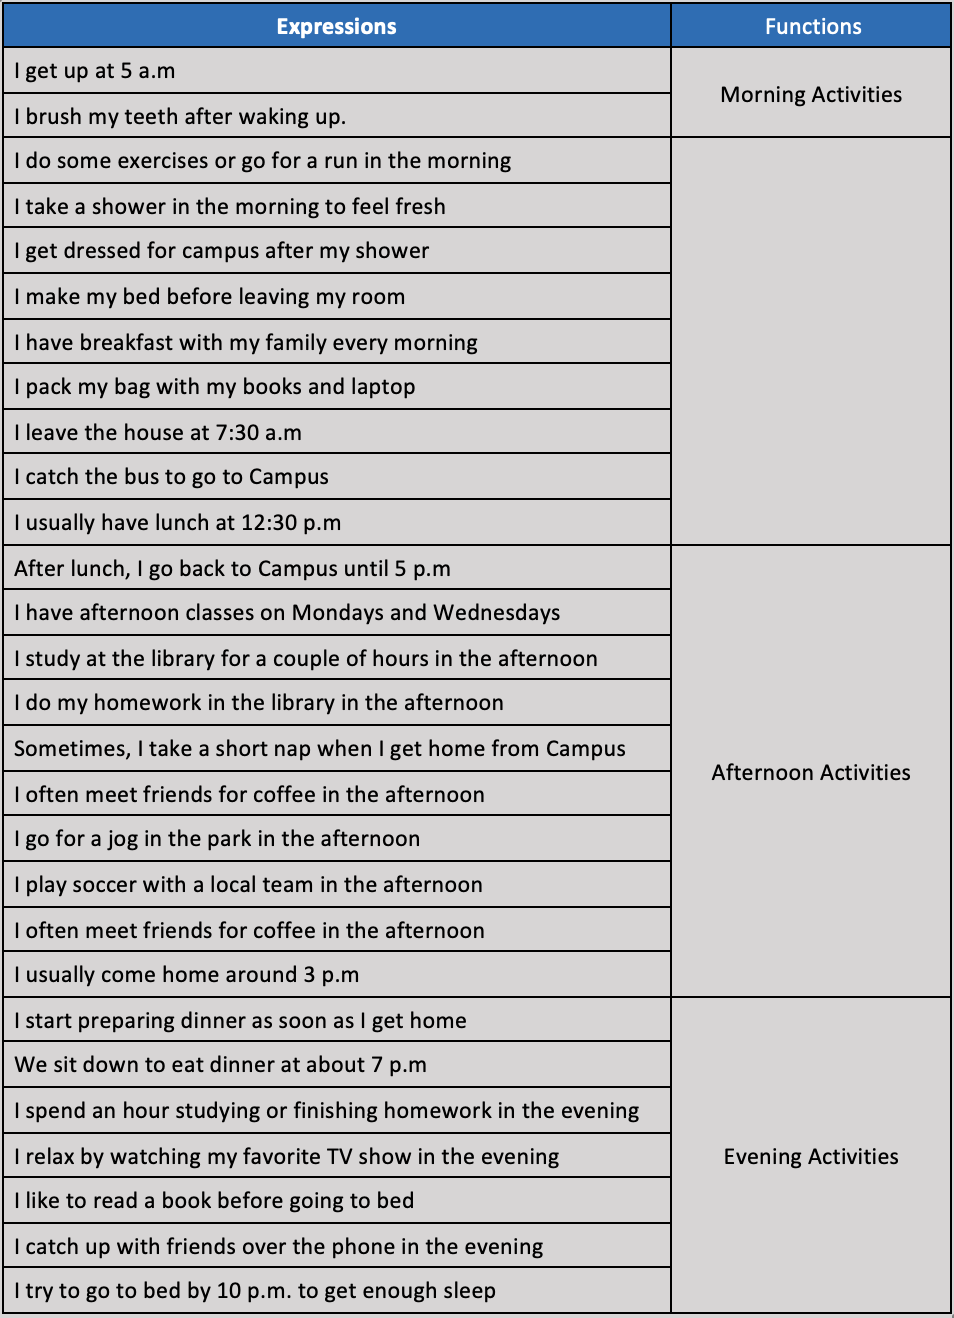 Expressions
Functions
I get up at 5 a.m
Morning Activities
I brush my teeth after waking up.
I do some exercises or go for a run in the morning
I take a shower in the morning to feel fresh
I get dressed for campus after my shower
I make my bed before leaving my room
I have breakfast with my family every morning
I pack my bag with my books and laptop
I leave the house at 7:30 a.m
I catch the bus to go to Campus
I usually have lunch at 12:30 p.m
After lunch, I go back to Campus until 5 p.m
Afternoon Activities
I have afternoon classes on Mondays and Wednesdays
I study at the library for a couple of hours in the afternoon
I do my homework in the library in the afternoon
Sometimes, I take a short nap when I get home from Campus
I often meet friends for coffee in the afternoon
I go for a jog in the park in the afternoon
I play soccer with a local team in the afternoon
I often meet friends for coffee in the afternoon
I usually come home around 3 p.m
I start preparing dinner as soon as I get home
Evening Activities
We sit down to eat dinner at about 7 p.m
I spend an hour studying or finishing homework in the evening
I relax by watching my favorite TV show in the evening
I like to read a book before going to bed
I catch up with friends over the phone in the evening
I try to go to bed by 10 p.m. to get enough sleep